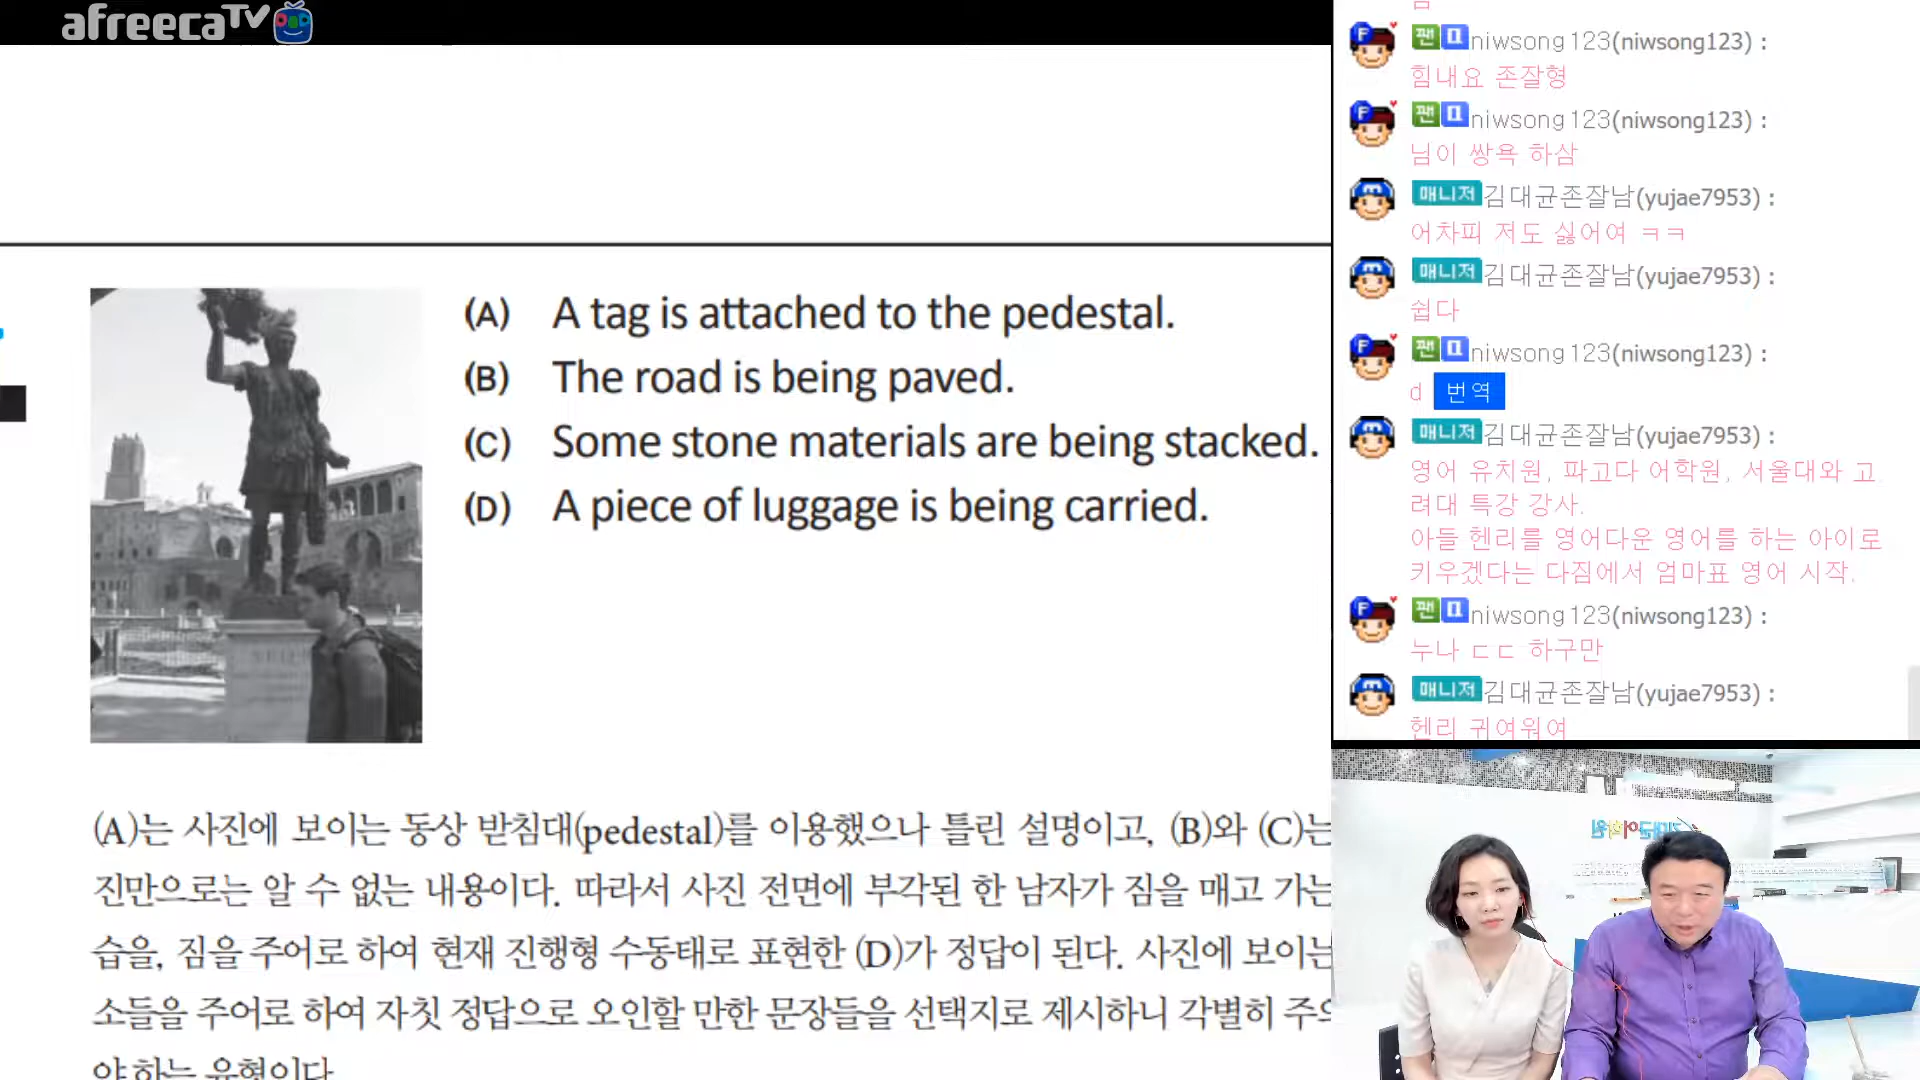 afreecaTV
(A) A tag is attached to the pedestal.
(B) The road is being paved.
(C) Some stone materials are being stacked.
(D) A piece of luggage is being carried.
(A)는 사진에 보이는 동상 받침대(pedestal)를 이용했으나 틀린 설명이고, (B)와 (C)는
진만으로는 알 수 없는 내용이다. 따라서 사진 전면에 부각된 한 남자가 짐을 매고 가는
습을, 짐을 주어로 하여 현재 진행형 수동태로 표현한 (D)가 정답이 된다. 사진에 보이는
소들을 주어로 하여 자칫 정답으로 오인할 만한 문장들을 선택지로 제시하니 각별히 주의
야 하는 유형이다
팬 niwsong123(niwsong123) :
힘내요 존잘형
팬 niwsong123(niwsong123) :
님이 쌍욕 하삼
매니저 김대균존잘남(yujae7953) :
어차피 저도 싫어여 ㅋㅋ
매니저 김대균존잘남(yujae7953) :
쉽다
팬 niwsong123(niwsong123) :
d 번역
매니저 김대균존잘남(yujae7953) :
영어 유치원, 파고다 어학원, 서울대와 고
려대 특강 강사.
아들 헨리를 영어다운 영어를 하는 아이로
키우겠다는 다짐에서 엄마표 영어 시작.
팬 niwsong123(niwsong123) :
누나 ㄷㄷ 하구만
매니저 김대균존잘남(yujae7953) :
헨리 귀여워여